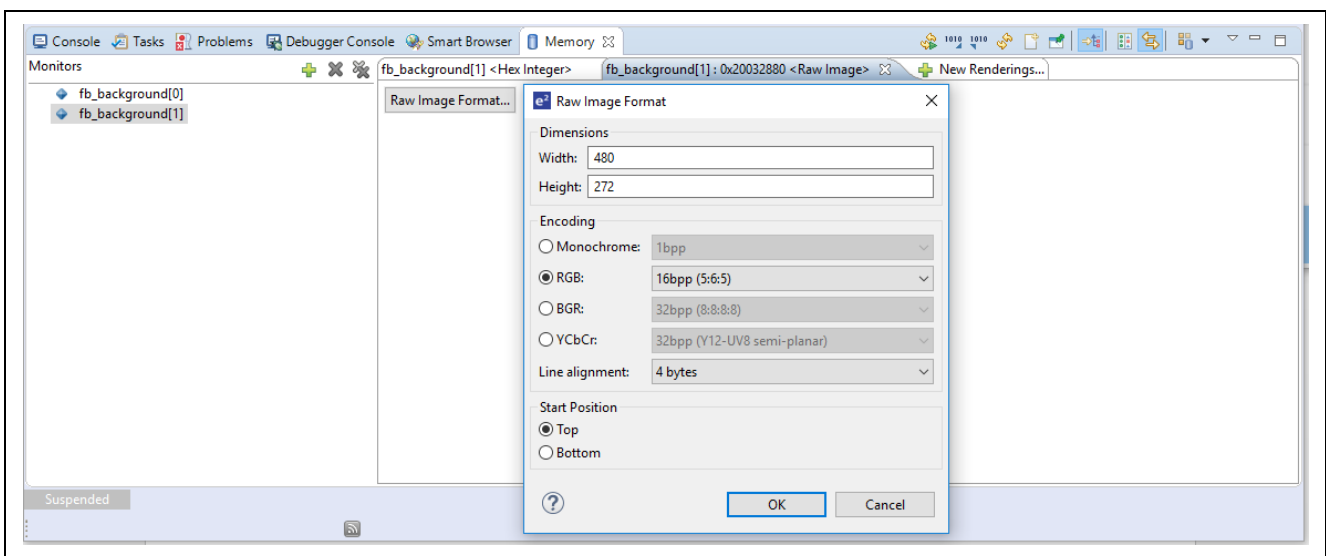 Console Tasks Problems Debugger Console Smart Browser Memory
Monitors
fb_background[1] <Hex Integer> fb_background[1] : 0x20032880 <Raw Image> New Renderings...
fb_background[0]
fb_background[1]
Raw Image Format...
e² Raw Image Format
Dimensions
Width: 480
Height: 272
Encoding
Monochrome: 1bpp
RGB: 16bpp (5:6:5)
BGR: 32bpp (8:8:8:8)
YCbCr: 32bpp (Y12-UV8 semi-planar)
Line alignment: 4 bytes
Start Position
Top
Bottom
? OK Cancel
Suspended